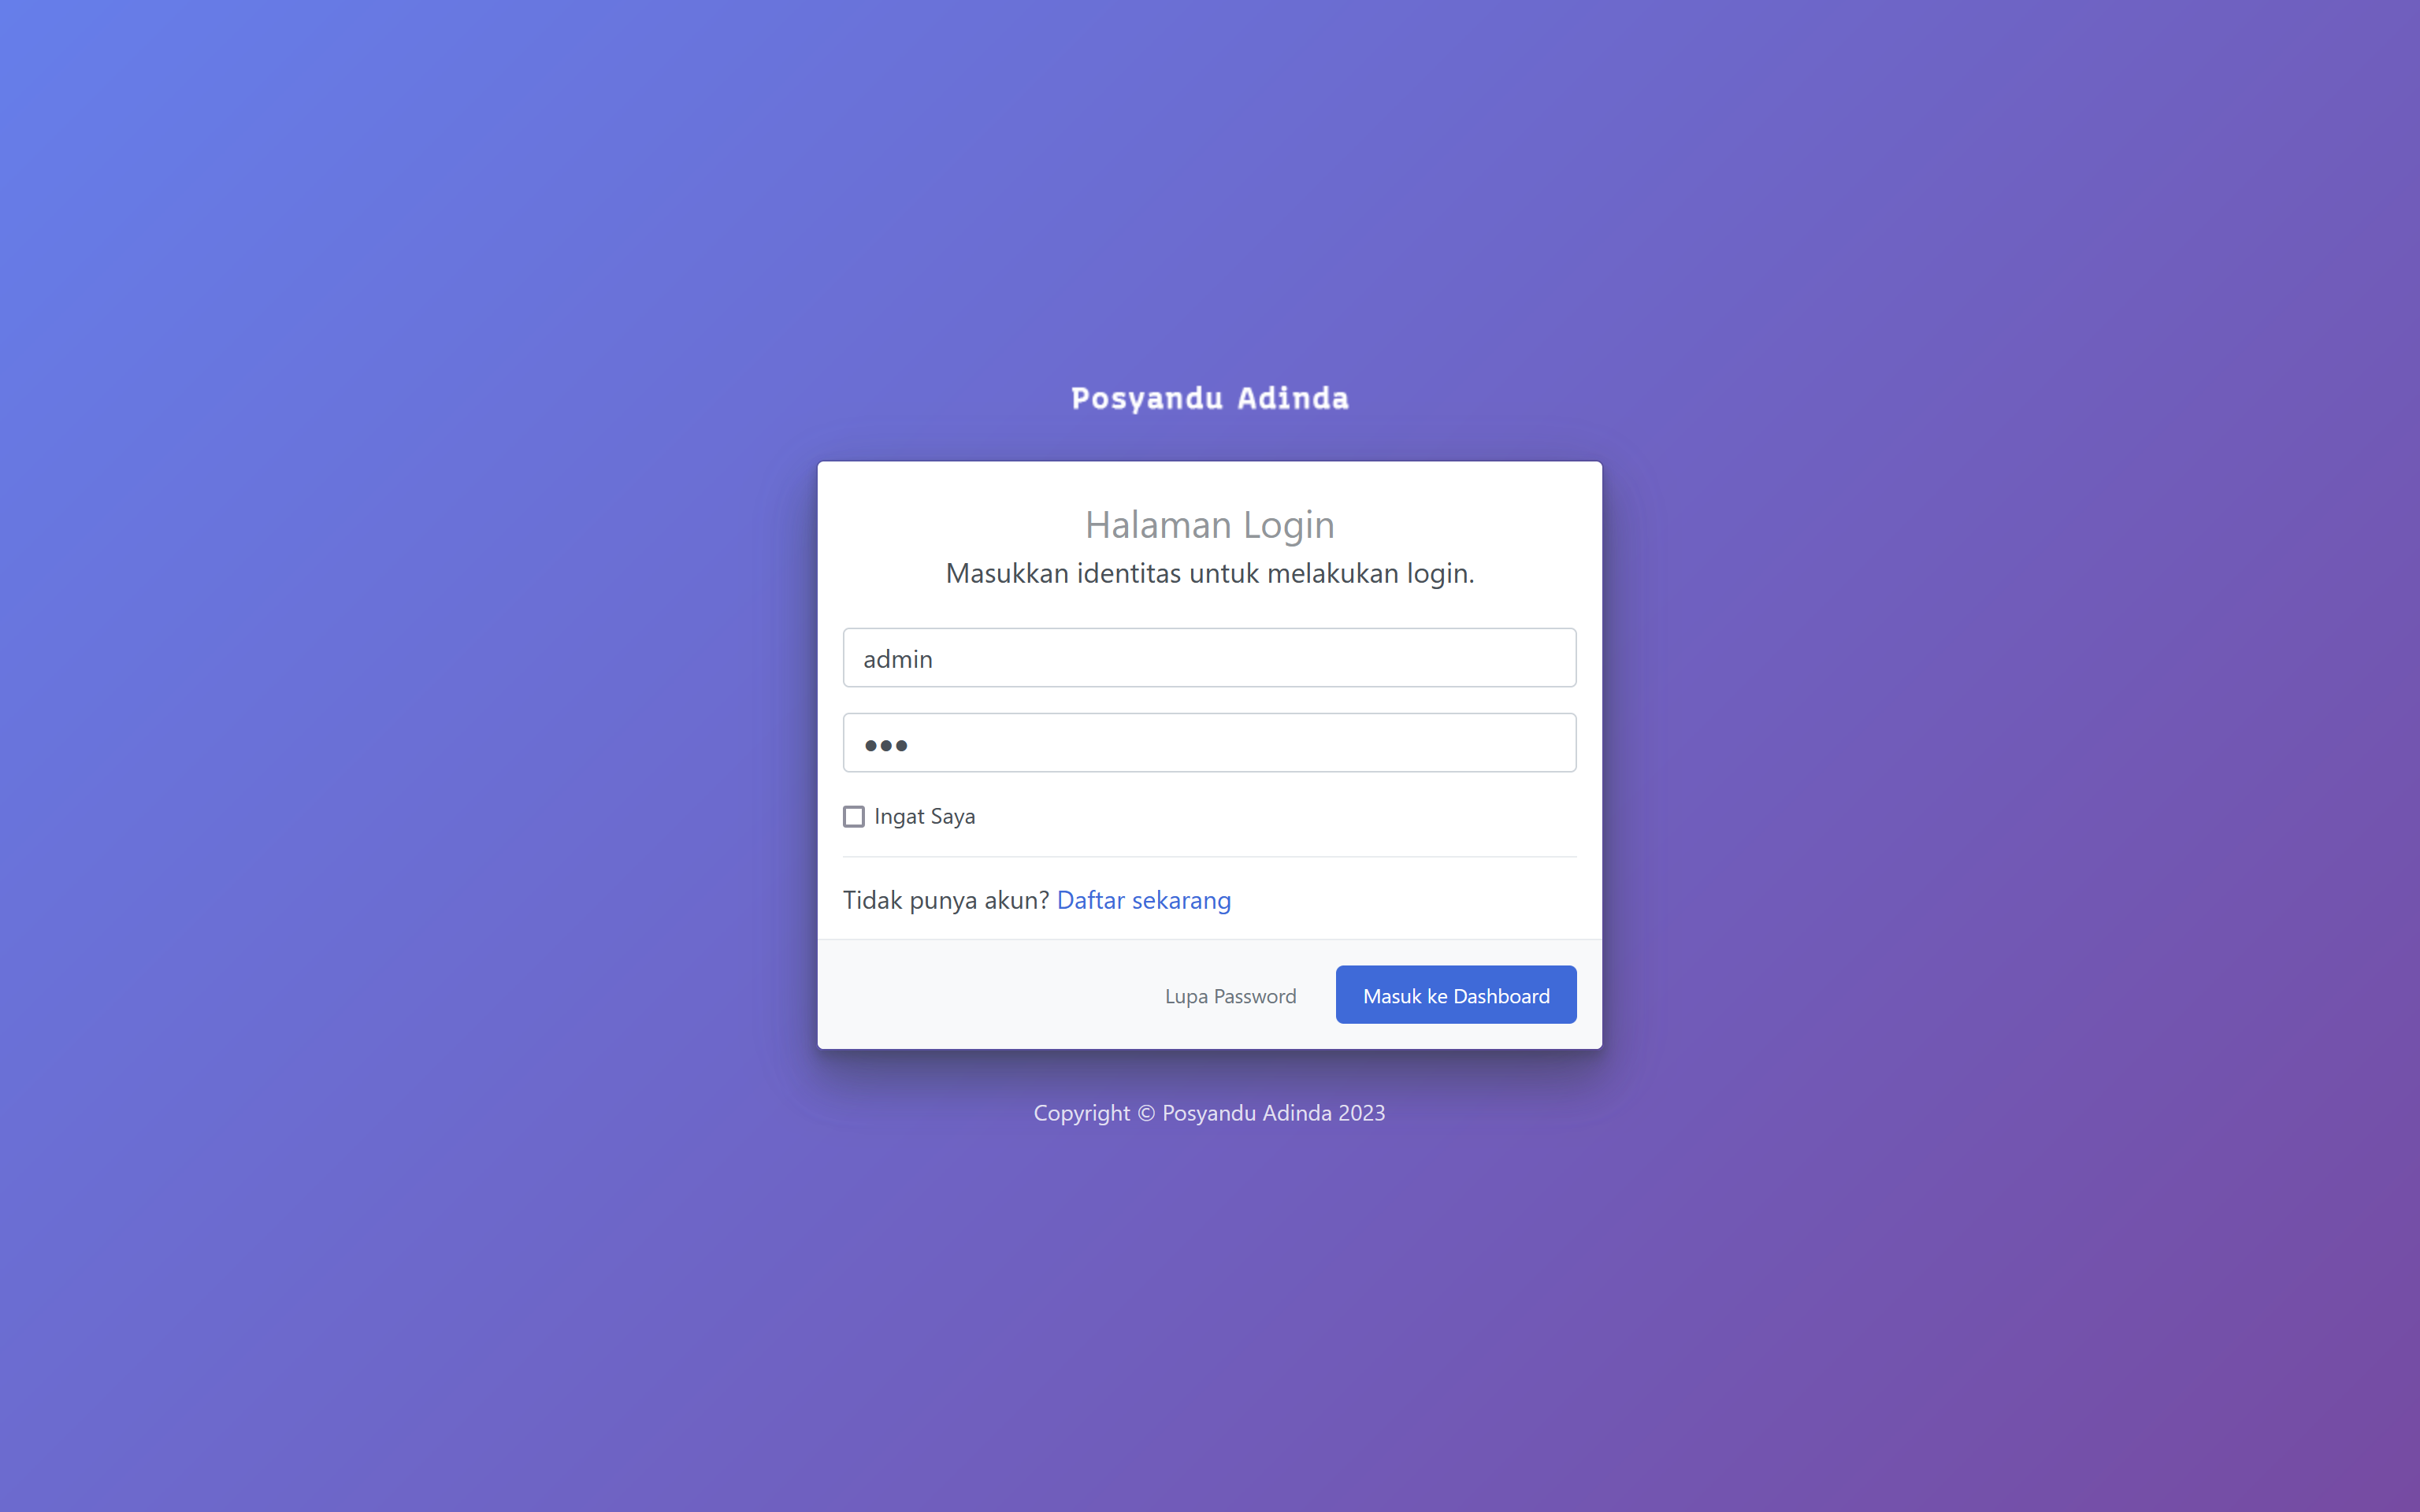 Posyandu Adinda
Halaman Login
Masukkan identitas untuk melakukan login.
admin
•••
Ingat Saya
Tidak punya akun? Daftar sekarang
Lupa Password
Masuk ke Dashboard
Copyright © Posyandu Adinda 2023